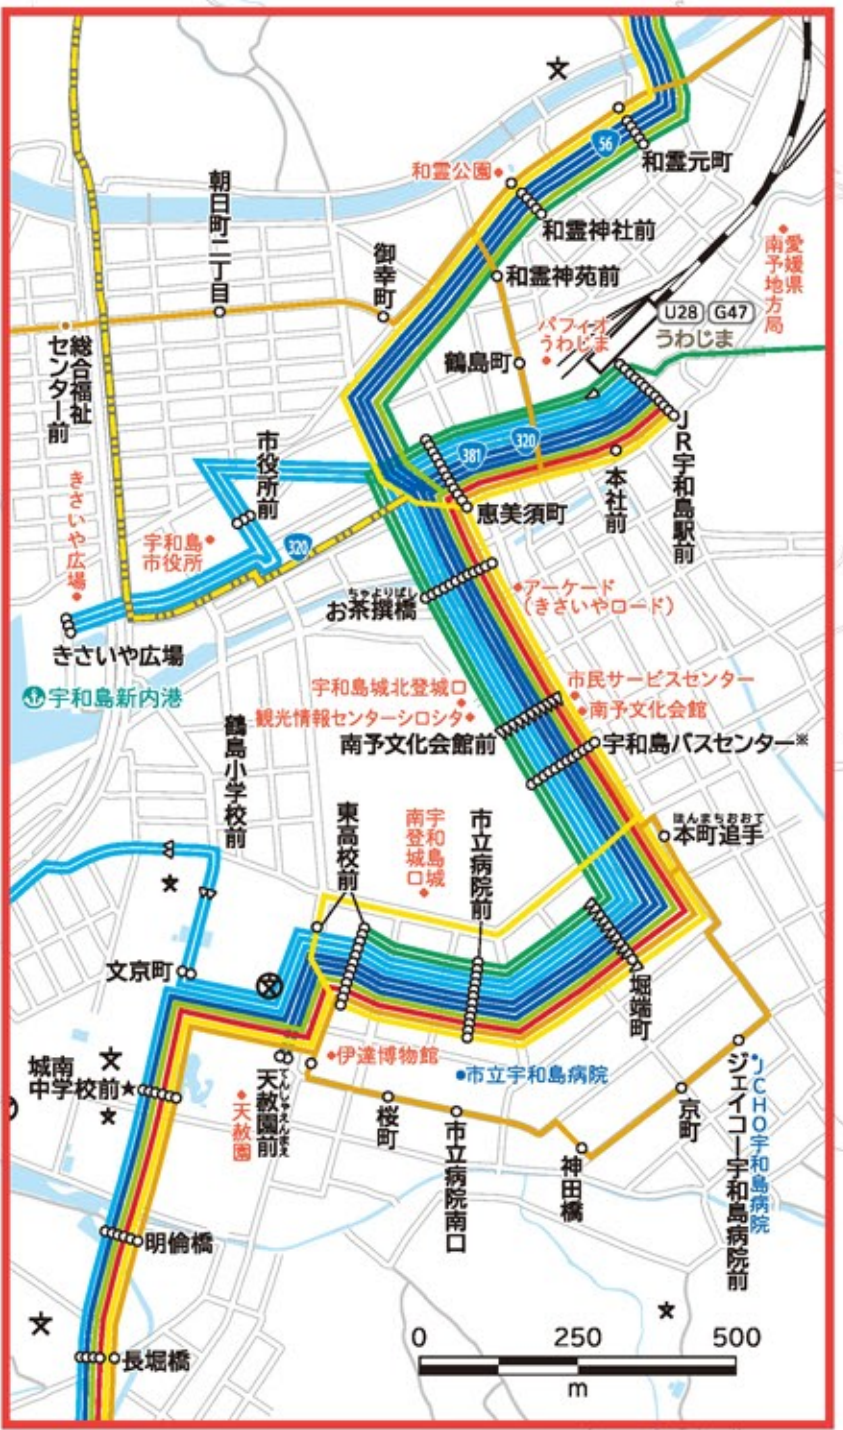 56
和霊元町
和霊公園
朝日町二丁目
和霊神社前
愛媛県
南予地方局
御幸町
和霊神苑前
U28 G47
うわじま
パフィオ
うわじま
総合福祉
センター前
鶴島町
JR宇和島駅前
市役所前
381
320
本社前
恵美須町
きさいや広場
宇和島
市役所
320
アーケード
(きさいやロード)
ちゃよりばし
お茶撰橋
きさいや広場
宇和島新内港
宇和島城北登城口
市民サービスセンター
観光情報センターシロシタ
南予文化会館
南予文化会館前
宇和島バスセンター※
鶴島小学校前
東高校前
宇和島城
南登城口
市立病院前
ほんまちおおて
本町追手
文京町
堀端町
伊達博物館
市立宇和島病院
城南
中学校前★
天赦園
天赦園前
てんしゃえんまえ
桜町
市立病院南口
神田橋
京町
JCHO宇和島病院
ジェイコー宇和島病院前
明倫橋
長堀橋
0 250 500
m